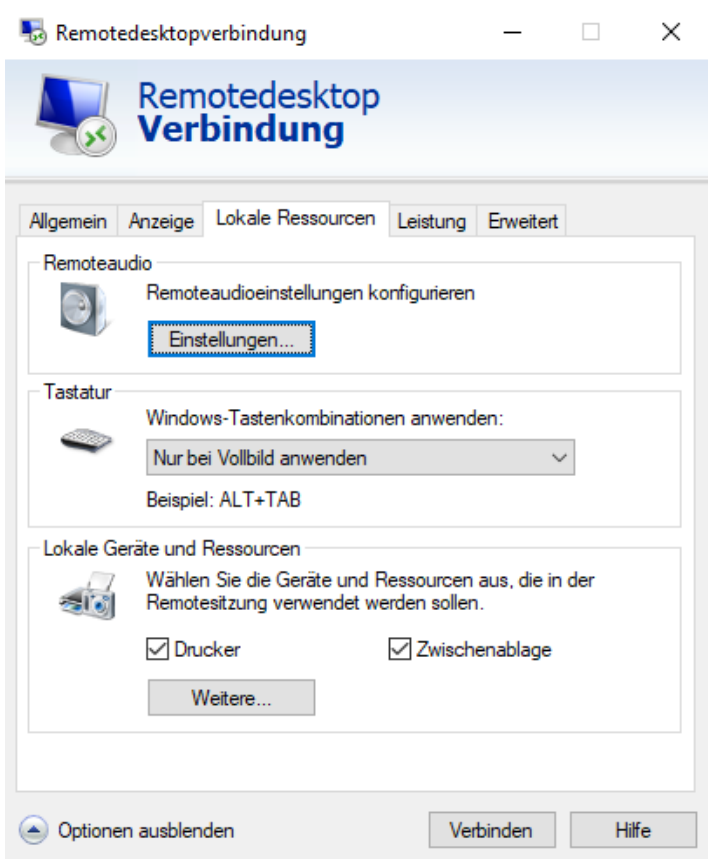 Remotedesktopverbindung
Remotedesktop
Verbindung
Allgemein Anzeige Lokale Ressourcen Leistung Erweitert
Remoteaudio
Remoteaudioeinstellungen konfigurieren
Einstellungen...
Tastatur
Windows-Tastenkombinationen anwenden:
Nur bei Vollbild anwenden
Beispiel: ALT+TAB
Lokale Geräte und Ressourcen
Wählen Sie die Geräte und Ressourcen aus, die in der
Remotesitzung verwendet werden sollen.
Drucker Zwischenablage
Weitere...
Optionen ausblenden Verbinden Hilfe